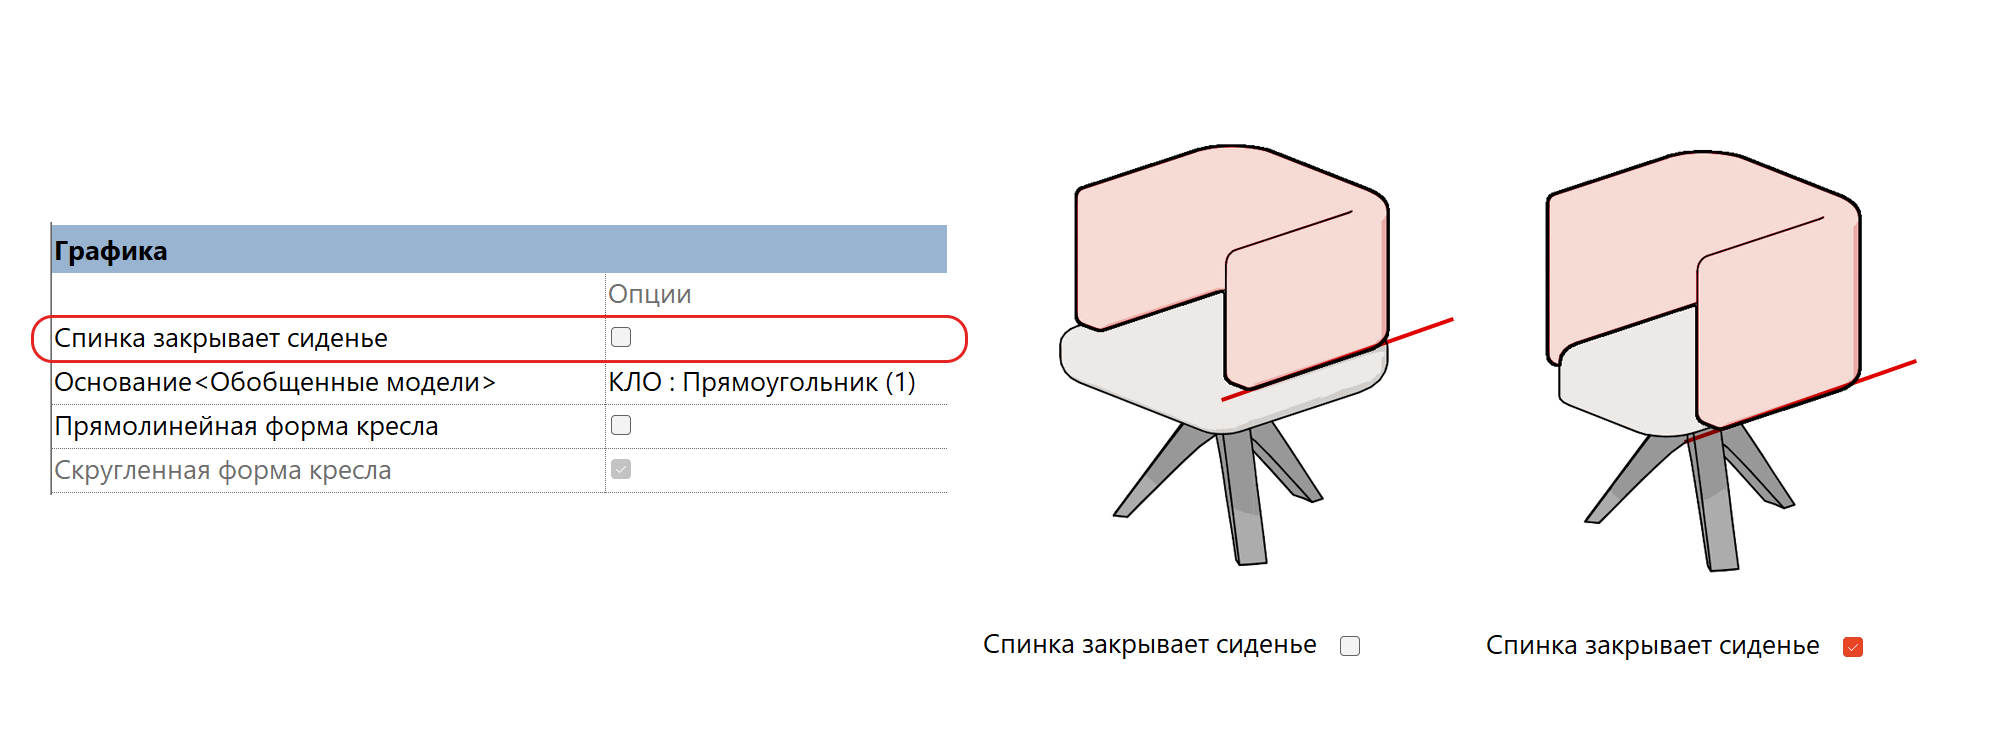 Графика
Опции
Спинка закрывает сиденье
Основание<Обобщенные модели> КЛО : Прямоугольник (1)
Прямолинейная форма кресла
Скругленная форма кресла
Спинка закрывает сиденье
Спинка закрывает сиденье